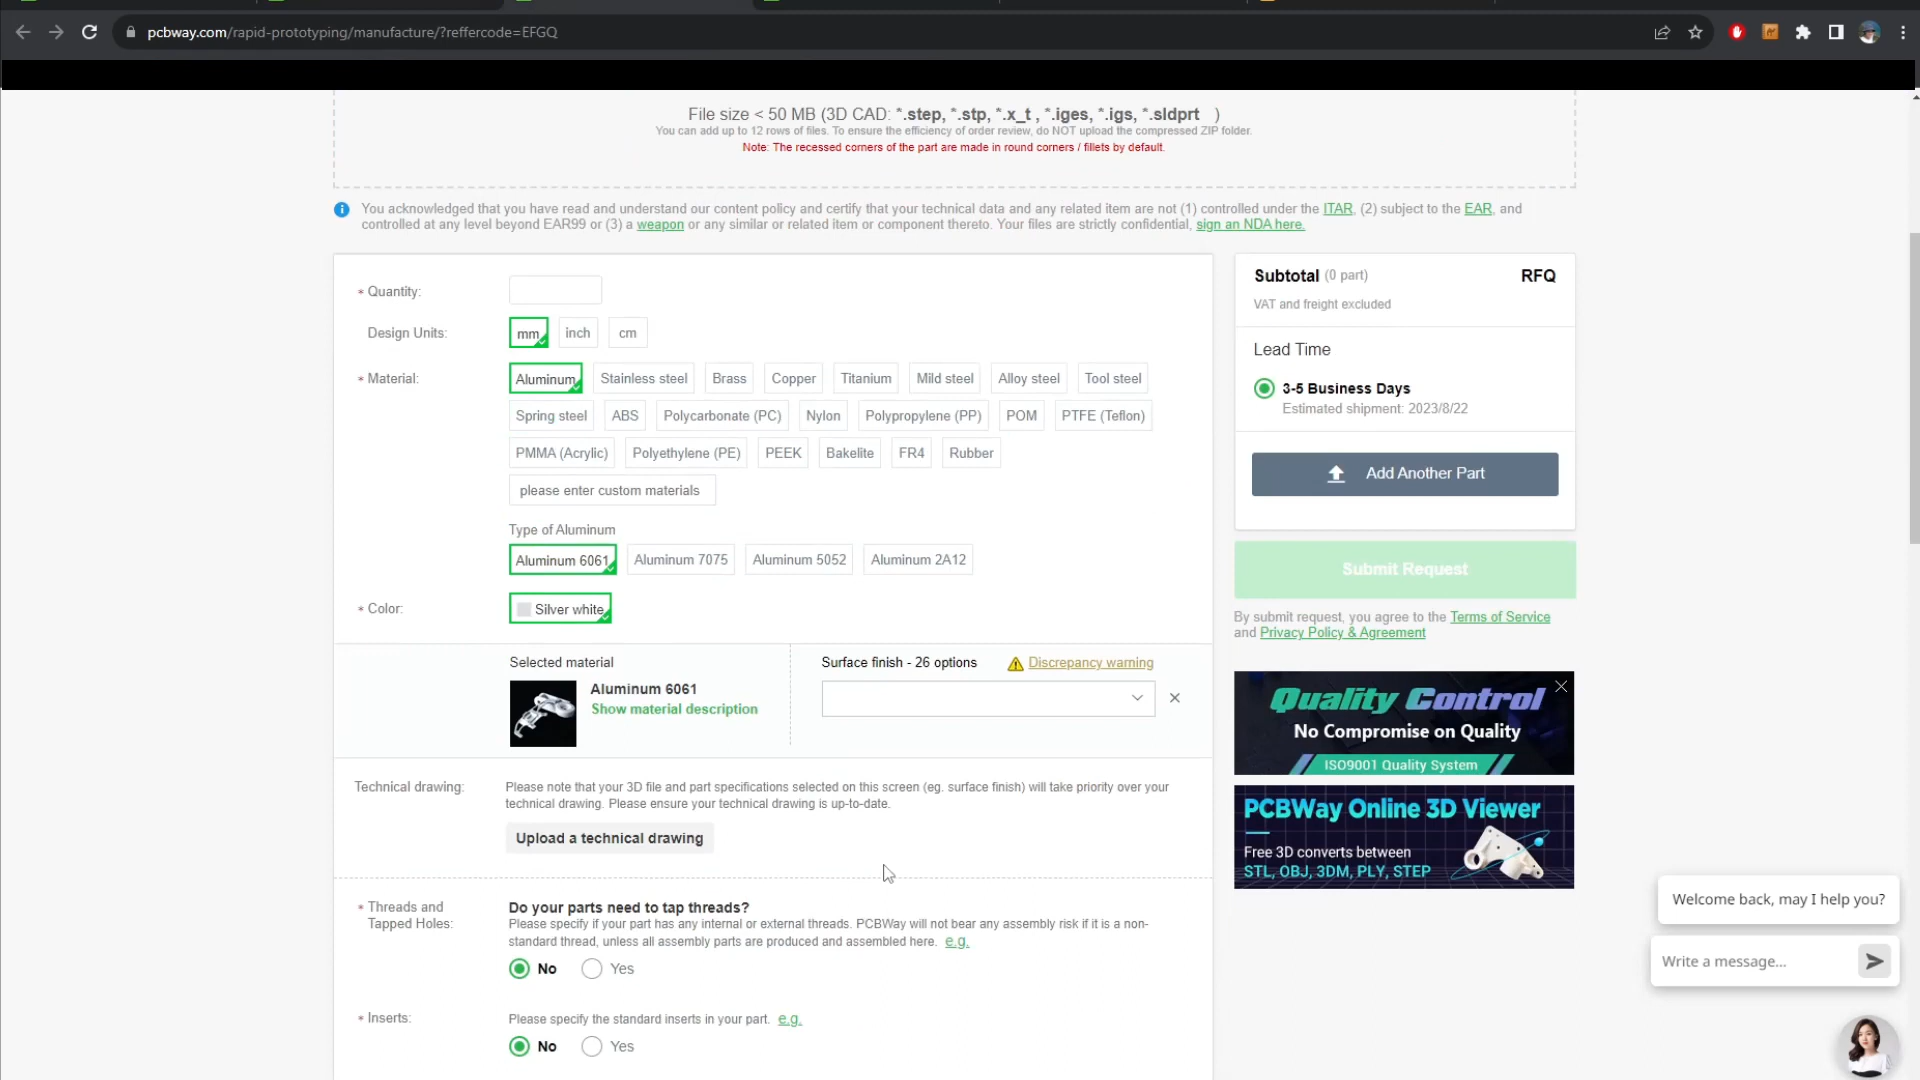 pcbway.com/rapid-prototyping/manufacture/?reffercode=EFGQ
File size < 50 MB (3D CAD: *.step, *.stp, *.x_t , *.iges, *.igs, *.sldprt )
You can add up to 12 rows of files. To ensure the efficiency of order review, do NOT upload the compressed ZIP folder.
Note: The recessed corners of the part are made in round corners / fillets by default.
You acknowledged that you have read and understand our content policy and certify that your technical data and any related item are not (1) controlled under the ITAR, (2) subject to the EAR, and
controlled at any level beyond EAR99 or (3) a weapon or any similar or related item or component thereto. Your files are strictly confidential, sign an NDA here.
* Quantity:
Design Units: mm inch cm
* Material: Aluminum Stainless steel Brass Copper Titanium Mild steel Alloy steel Tool steel
Spring steel ABS Polycarbonate (PC) Nylon Polypropylene (PP) POM PTFE (Teflon)
PMMA (Acrylic) Polyethylene (PE) PEEK Bakelite FR4 Rubber
please enter custom materials
Type of Aluminum
Aluminum 6061 Aluminum 7075 Aluminum 5052 Aluminum 2A12
* Color: Silver white
Selected material
Aluminum 6061
Show material description
Surface finish - 26 options Discrepancy warning
Technical drawing: Please note that your 3D file and part specifications selected on this screen (eg. surface finish) will take priority over your
technical drawing. Please ensure your technical drawing is up-to-date.
Upload a technical drawing
* Threads and
Tapped Holes:
Do your parts need to tap threads?
Please specify if your part has any internal or external threads. PCBWay will not bear any assembly risk if it is a non-
standard thread, unless all assembly parts are produced and assembled here. e.g.
No Yes
* Inserts: Please specify the standard inserts in your part. e.g.
No Yes
Subtotal (0 part) RFQ
VAT and freight excluded
Lead Time
3-5 Business Days
Estimated shipment: 2023/8/22
Add Another Part
Submit Request
By submit request, you agree to the Terms of Service
and Privacy Policy & Agreement
Quality Control
No Compromise on Quality
ISO9001 Quality System
PCBWay Online 3D Viewer
Free 3D converts between
STL, OBJ, 3DM, PLY, STEP
Welcome back, may I help you?
Write a message...